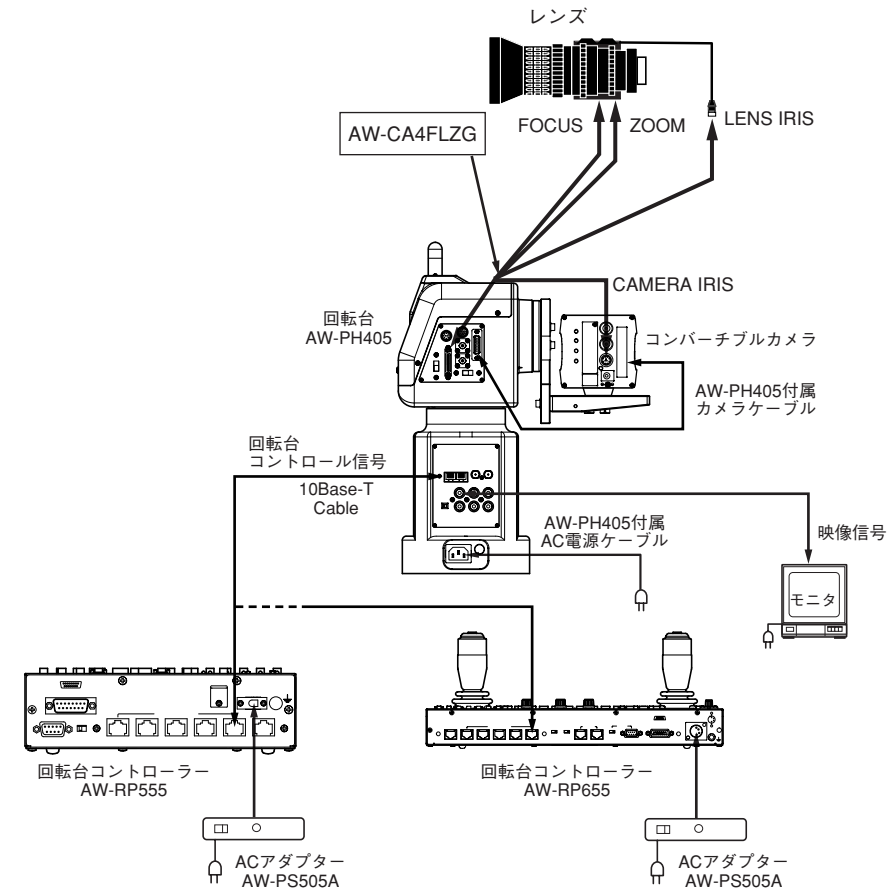 レンズ
FOCUS
ZOOM
LENS IRIS
AW-CA4FLZG
CAMERA IRIS
回転台
AW-PH405
コンバーチブルカメラ
AW-PH405付属
カメラケーブル
回転台
コントロール信号
10Base-T
Cable
AW-PH405付属
AC電源ケーブル
映像信号
モニタ
回転台コントローラー
AW-RP555
回転台コントローラー
AW-RP655
ACアダプター
AW-PS505A
ACアダプター
AW-PS505A